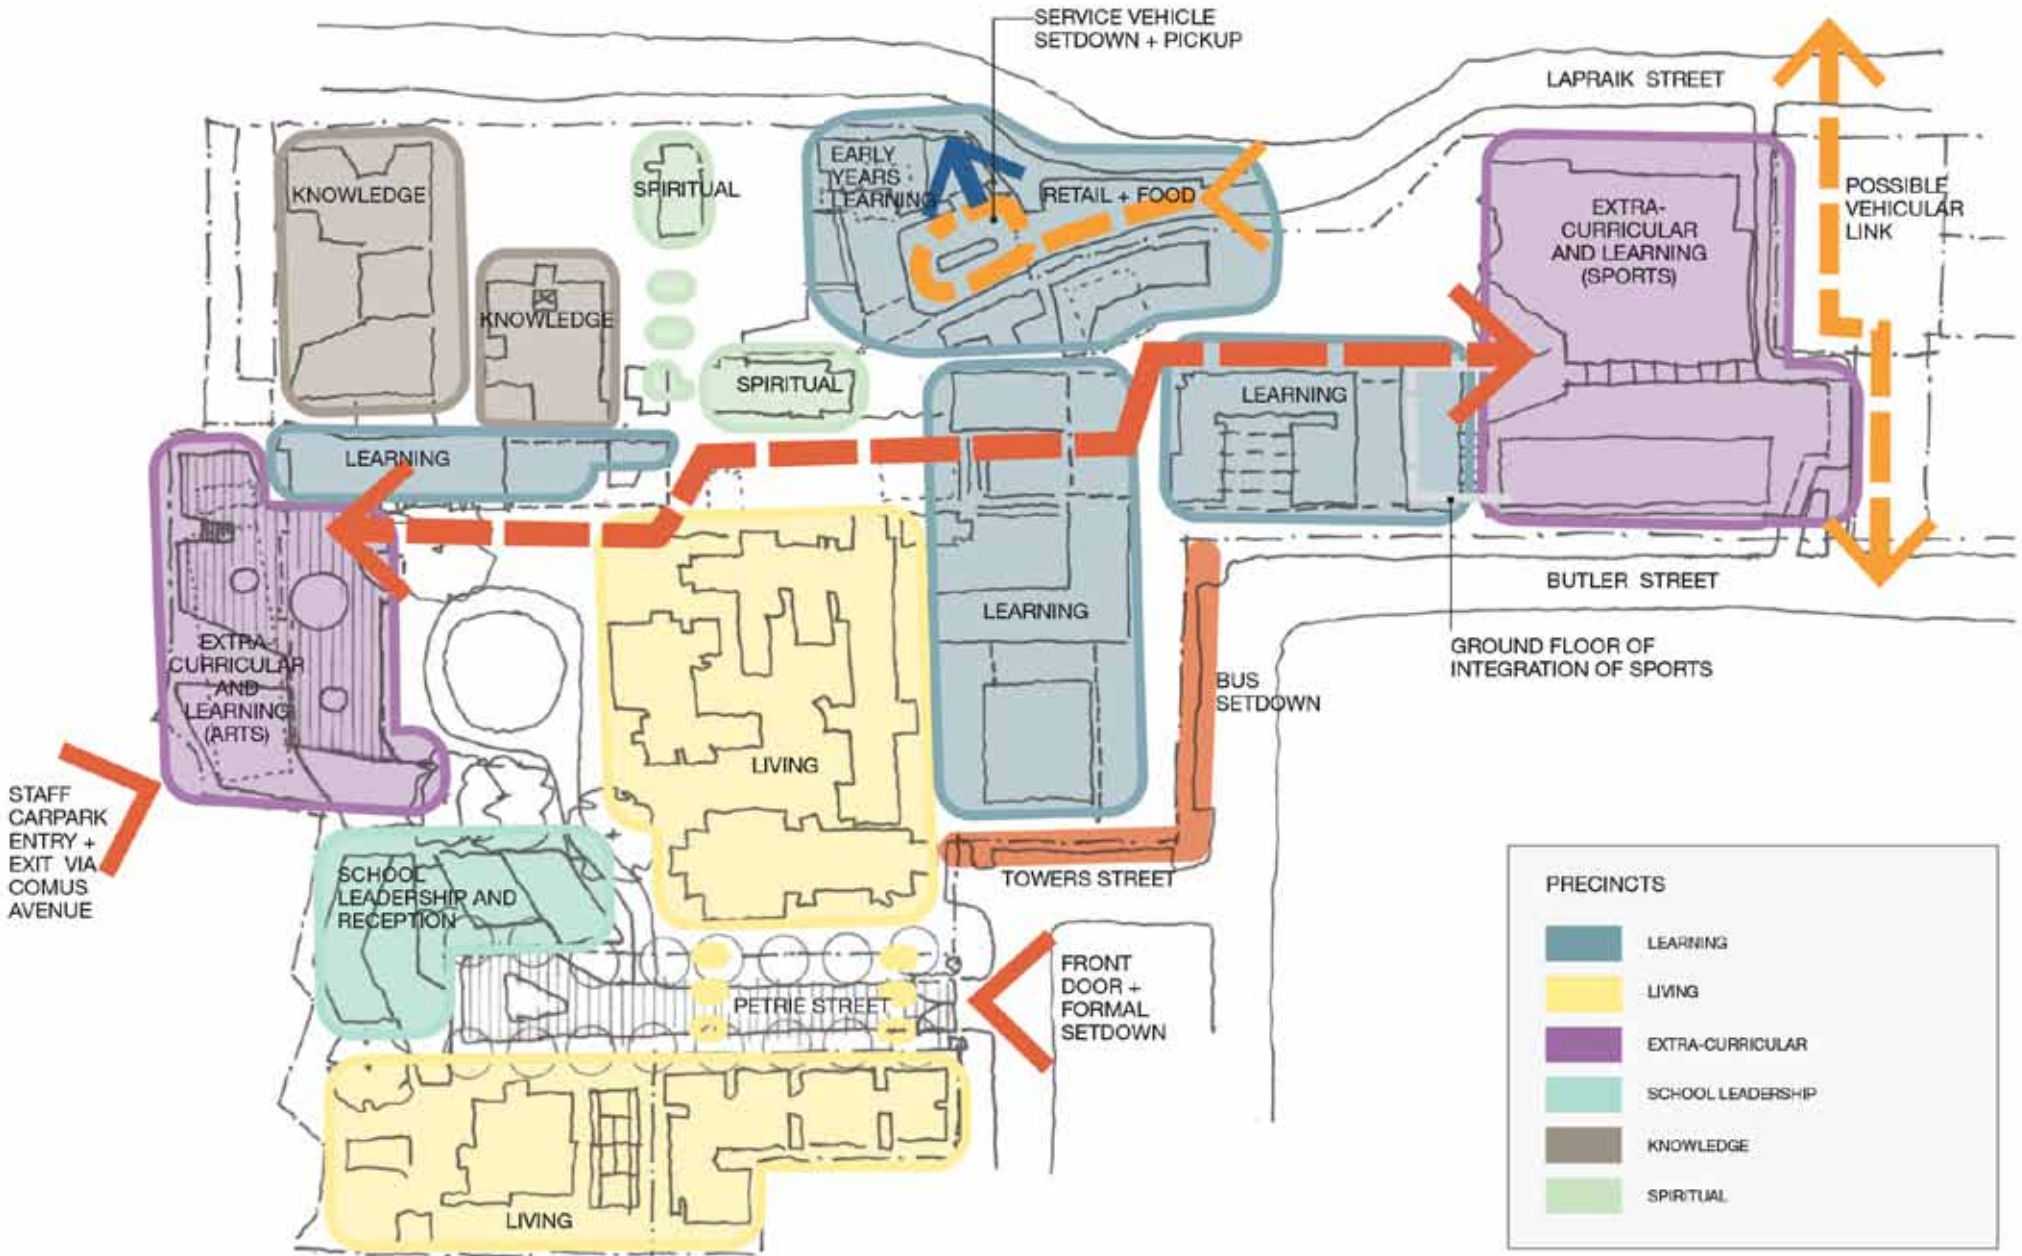 SERVICE VEHICLE
SETDOWN + PICKUP
LAPRAIK STREET
EARLY
YEARS
LEARNING
RETAIL + FOOD
KNOWLEDGE
SPIRITUAL
POSSIBLE
VEHICULAR
LINK
EXTRA-
CURRICULAR
AND LEARNING
(SPORTS)
KNOWLEDGE
SPIRITUAL
LEARNING
LEARNING
BUTLER STREET
LEARNING
GROUND FLOOR OF
INTEGRATION OF SPORTS
EXTRA-
CURRICULAR
AND
LEARNING
(ARTS)
BUS
SETDOWN
LIVING
STAFF
CARPARK
ENTRY +
EXIT VIA
COMUS
AVENUE
SCHOOL
LEADERSHIP AND
RECEPTION
TOWERS STREET
FRONT
DOOR +
FORMAL
SETDOWN
PETRIE STREET
LIVING
PRECINCTS
LEARNING
LIVING
EXTRA-CURRICULAR
SCHOOL LEADERSHIP
KNOWLEDGE
SPIRITUAL